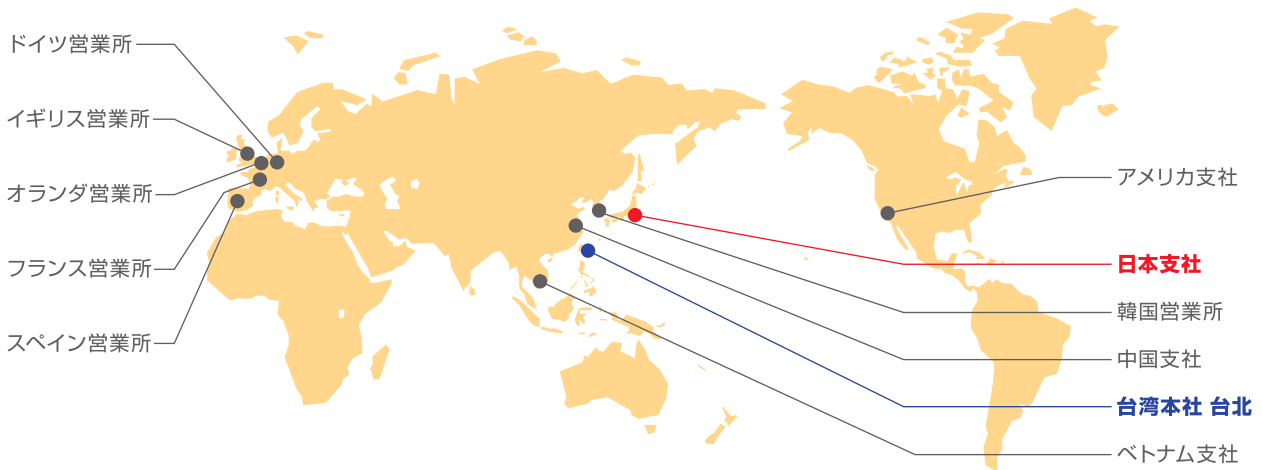 ドイツ営業所
イギリス営業所
オランダ営業所
フランス営業所
スペイン営業所
アメリカ支社
日本支社
韓国営業所
中国支社
台湾本社 台北
ベトナム支社